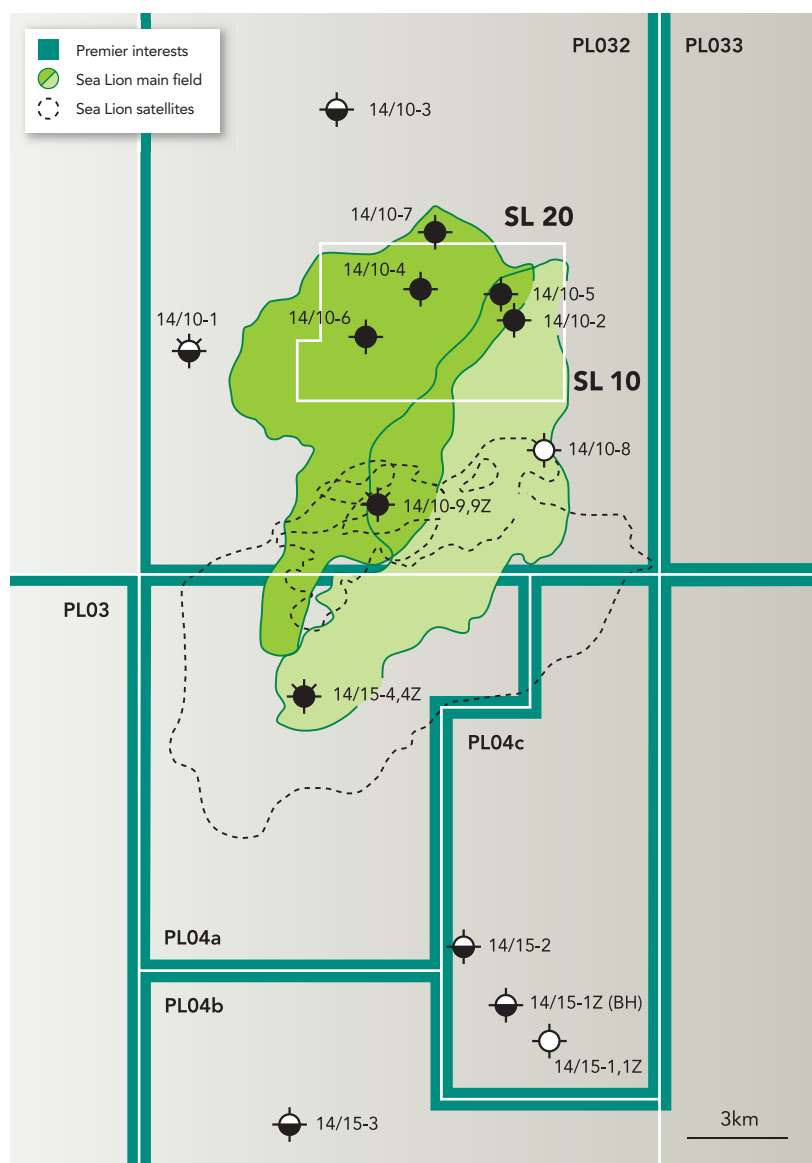 Premier interests
Sea Lion main field
Sea Lion satellites
PL032
PL033
14/10-3
14/10-7
SL 20
14/10-4
14/10-5
14/10-1
14/10-6
14/10-2
SL 10
14/10-8
14/10-9,9Z
PL03
14/15-4,4Z
PL04c
PL04a
14/15-2
PL04b
14/15-1Z (BH)
14/15-1,1Z
14/15-3
3km